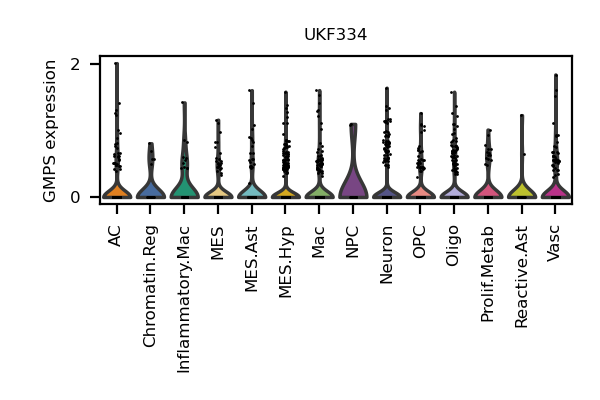 UKF334
GMPS expression
2
0
AC
Chromatin.Reg
Inflammatory.Mac
MES
MES.Ast
MES.Hyp
Mac
NPC
Neuron
OPC
Oligo
Prolif.Metab
Reactive.Ast
Vasc